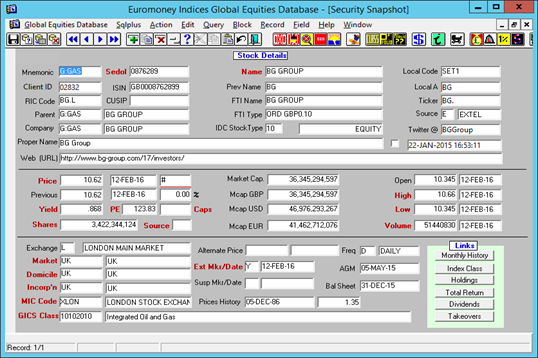 Euromoney Indices Global Equities Database - [Security Snapshot]
Global Equities Database Sqlplus Action Edit Query Block Record Field Help Window
Stock Details
Mnemonic G:GAS Sedol 0876289 Name BG GROUP Local Code SET1
Client ID 02832 ISIN GB0008762899 Prev Name BG Local A BG
RIC Code BG.L CUSIP FTI Name BG GROUP Ticker. BG.
Parent G:GAS BG GROUP FTI Type ORD GBP0.10 Source E EXTEL
Company G:GAS BG GROUP IDC StockType 10 EQUITY Twitter @ BGGroup
Proper Name BG Group 22-JAN-2015 16:53:11
Web (URL) http://www.bg-group.com/17/investors/
Price 10.62 12-FEB-16 # Market Cap. 36,345,294,597 Open 10.345 12-FEB-16
Previous 10.62 12-FEB-16 0.00 % Mcap GBP 36,345,294,597 High 10.66 12-FEB-16
Yield .868 PE 123.83 Caps Mcap USD 46,976,293,267 Low 10.345 12-FEB-16
Shares 3,422,344,124 Source Mcap EUR 41,462,712,076 Volume 51440830 12-FEB-16
Exchange L LONDON MAIN MARKET Alternate Price Freq D DAILY Links
Market UK UK Ext Mkr/Date Y 12-FEB-16 AGM 05-MAY-15 Monthly History
Domicile UK UK Susp Mkr/Date Bal Sheet 31-DEC-15 Index Class
Incorp'n UK UK Holdings
MIC Code XLON LONDON STOCK EXCHAN Prices History 05-DEC-86 1.35 Total Return
GICS Class 10102010 Integrated Oil and Gas Dividends
Takeovers
Record: 1/1